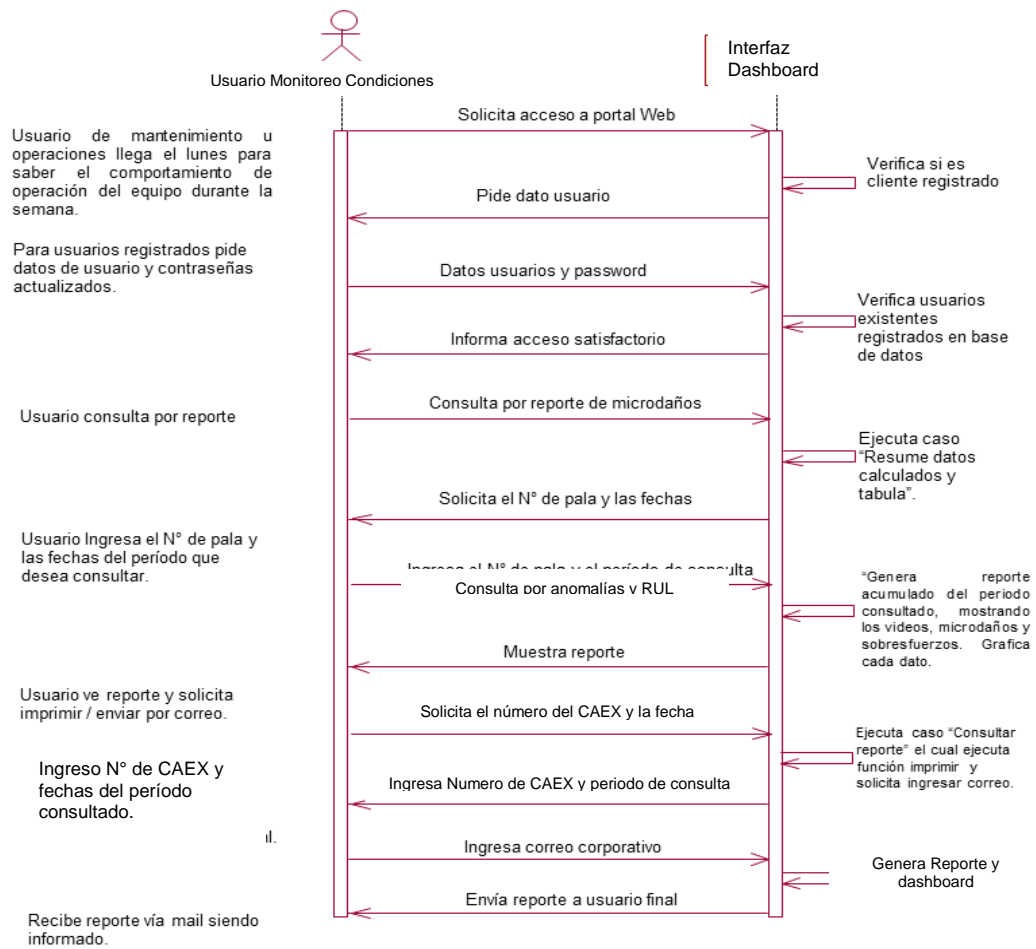 Usuario Monitoreo Condiciones
Interfaz
Dashboard
Solicita acceso a portal Web
Usuario de mantenimiento u
operaciones llega el lunes para
saber el comportamiento de
operación del equipo durante la
semana.
Verifica si es
cliente registrado
Pide dato usuario
Para usuarios registrados pide
datos de usuario y contraseñas
actualizados.
Datos usuarios y password
Verifica usuarios
existentes
registrados en base
de datos
Informa acceso satisfactorio
Usuario consulta por reporte
Consulta por reporte de microdaños
Ejecuta caso
“Resume datos
calculados y
tabula”.
Solicita el N° de pala y las fechas
Usuario Ingresa el N° de pala y
las fechas del período que
desea consultar.
Ingresa el N° de pala y el período de consulta
Consulta por anomalías y RUL
“Genera reporte
acumulado del periodo
consultado, mostrando
los videos, microdaños y
sobresfuerzos. Grafica
cada dato.
Muestra reporte
Usuario ve reporte y solicita
imprimir / enviar por correo.
Solicita el número del CAEX y la fecha
Ejecuta caso “Consultar
reporte” el cual ejecuta
función imprimir y
solicita ingresar correo.
Ingreso N° de CAEX y
fechas del período
consultado.
Ingresa Numero de CAEX y periodo de consulta
Ingresa correo corporativo
Genera Reporte y
dashboard
Envía reporte a usuario final
Recibe reporte vía mail siendo
informado.